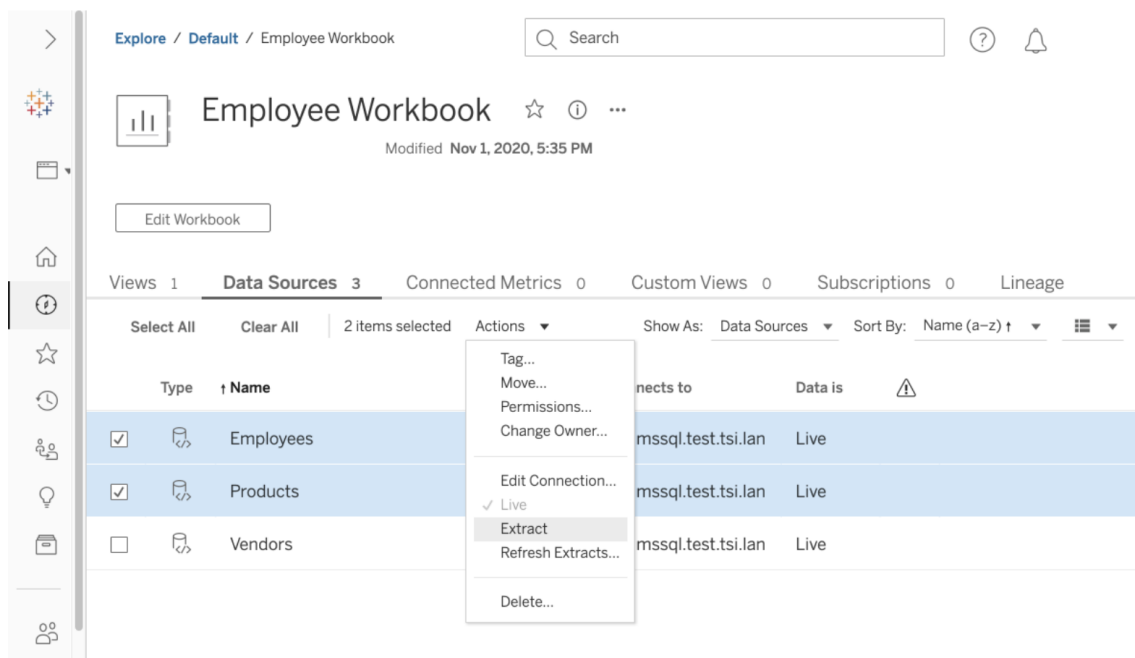 Explore / Default / Employee Workbook
Search
Employee Workbook
Modified Nov 1, 2020, 5:35 PM
Edit Workbook
Views 1 Data Sources 3 Connected Metrics 0 Custom Views 0 Subscriptions 0 Lineage
Select All Clear All 2 items selected Actions Show As: Data Sources Sort By: Name (a–z) ↑
Tag...
Move...
Permissions...
Change Owner...
Edit Connection...
✓ Live
Extract
Refresh Extracts...
Delete...
Type ↑ Name nects to Data is
Employees mssql.test.tsi.lan Live
Products mssql.test.tsi.lan Live
Vendors mssql.test.tsi.lan Live